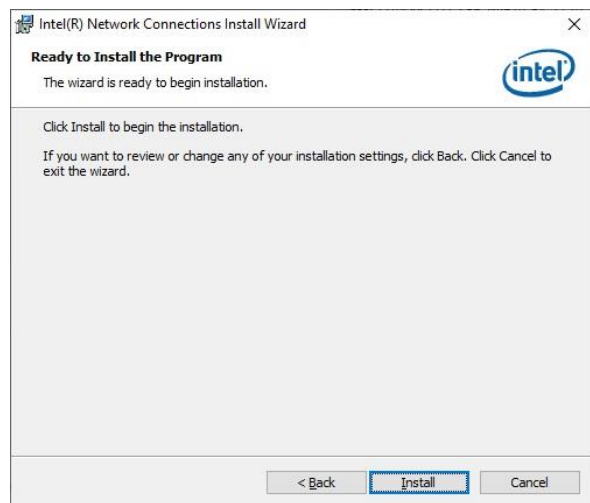 Intel(R) Network Connections Install Wizard
Ready to Install the Program
The wizard is ready to begin installation.
intel
Click Install to begin the installation.
If you want to review or change any of your installation settings, click Back. Click Cancel to
exit the wizard.
< Back
Install
Cancel